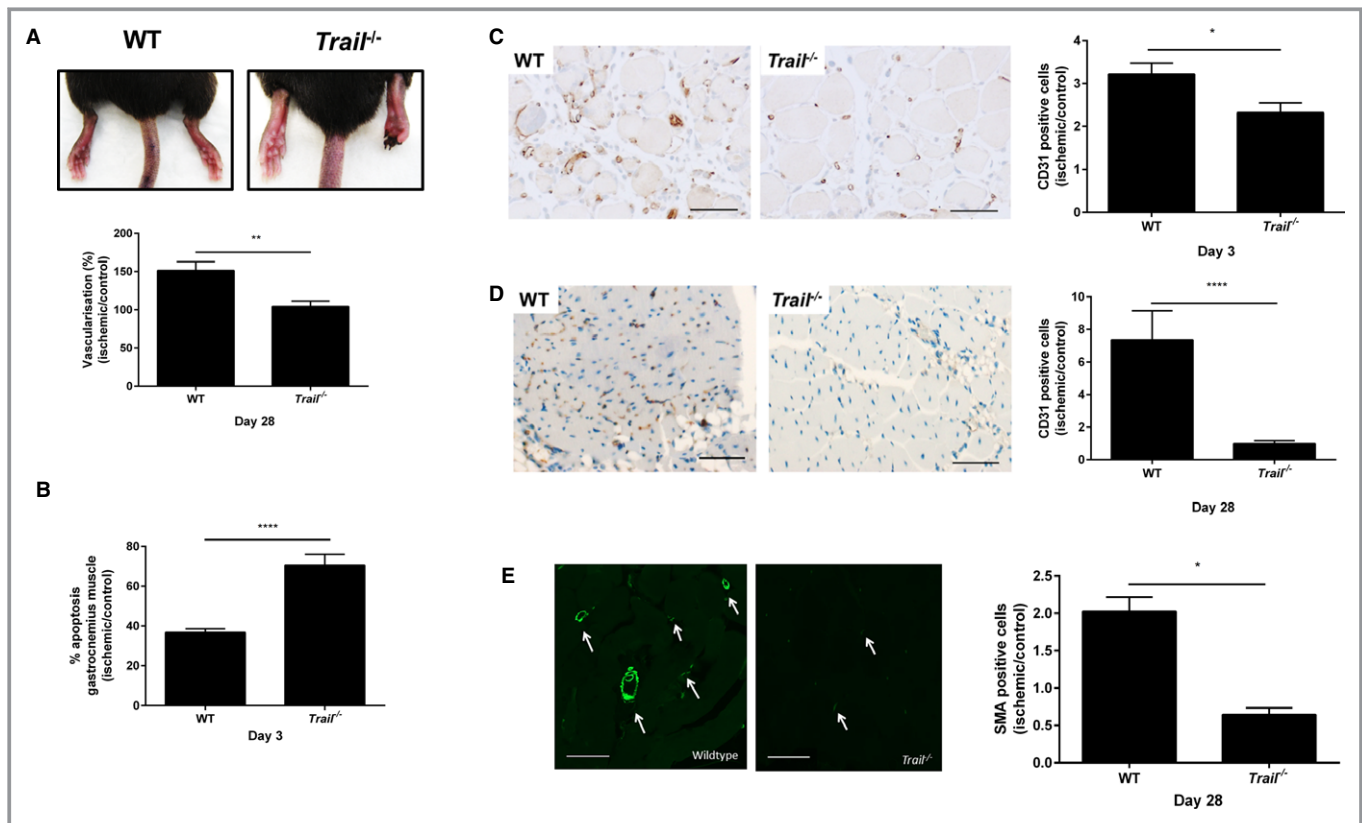 A
WT
Trail-/-
200
150
100
50
0
Vascularisation (%)
(ischemic/control)
**
WT
Trail-/-
Day 28
B
80
60
40
20
0
% apoptosis
gastrocnemius muscle
(ischemic/control)
****
WT
Trail-/-
Day 3
C
WT
Trail-/-
4
3
2
1
0
CD31 positive cells
(ischemic/control)
*
WT
Trail-/-
Day 3
D
WT
Trail-/-
10
8
6
4
2
0
CD31 positive cells
(ischemic/control)
****
WT
Trail-/-
Day 28
E
Wildtype
Trail-/-
2.5
2.0
1.5
1.0
0.5
0.0
SMA positive cells
(ischemic/control)
*
WT
Trail-/-
Day 28